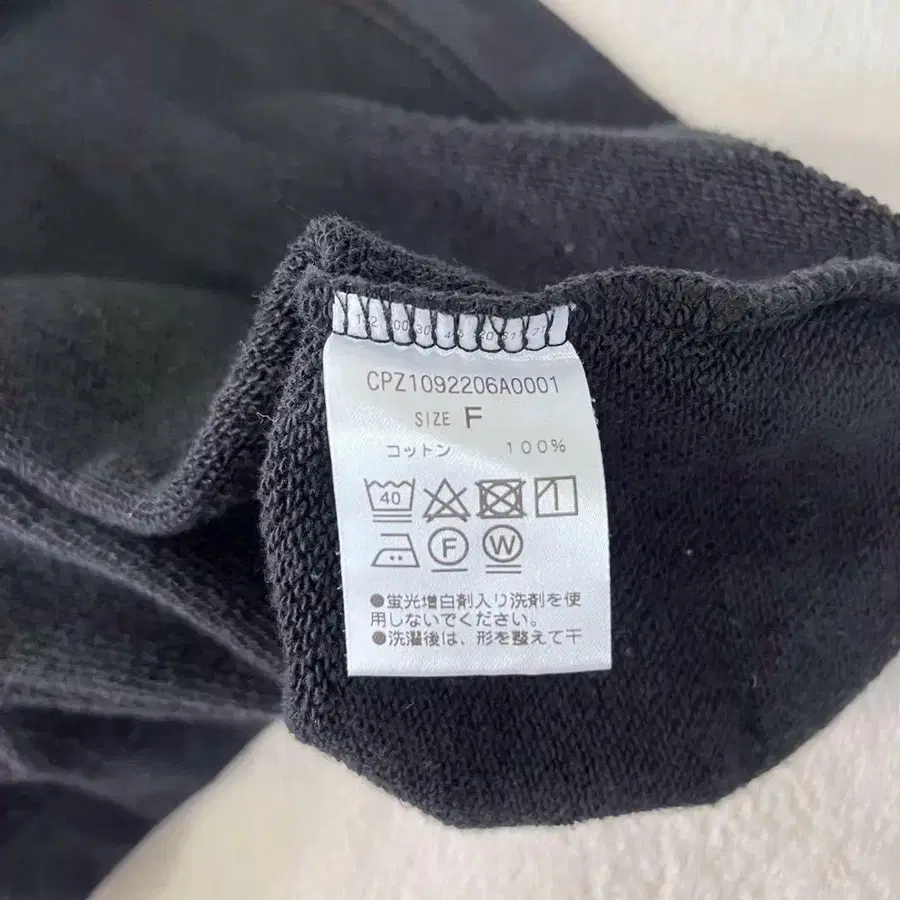 CPZ1092206A0001
SIZE F
コットン 100%
40
F W
●蛍光増白剤入り洗剤を使
用しないでください。
●洗濯後は、形を整えて干